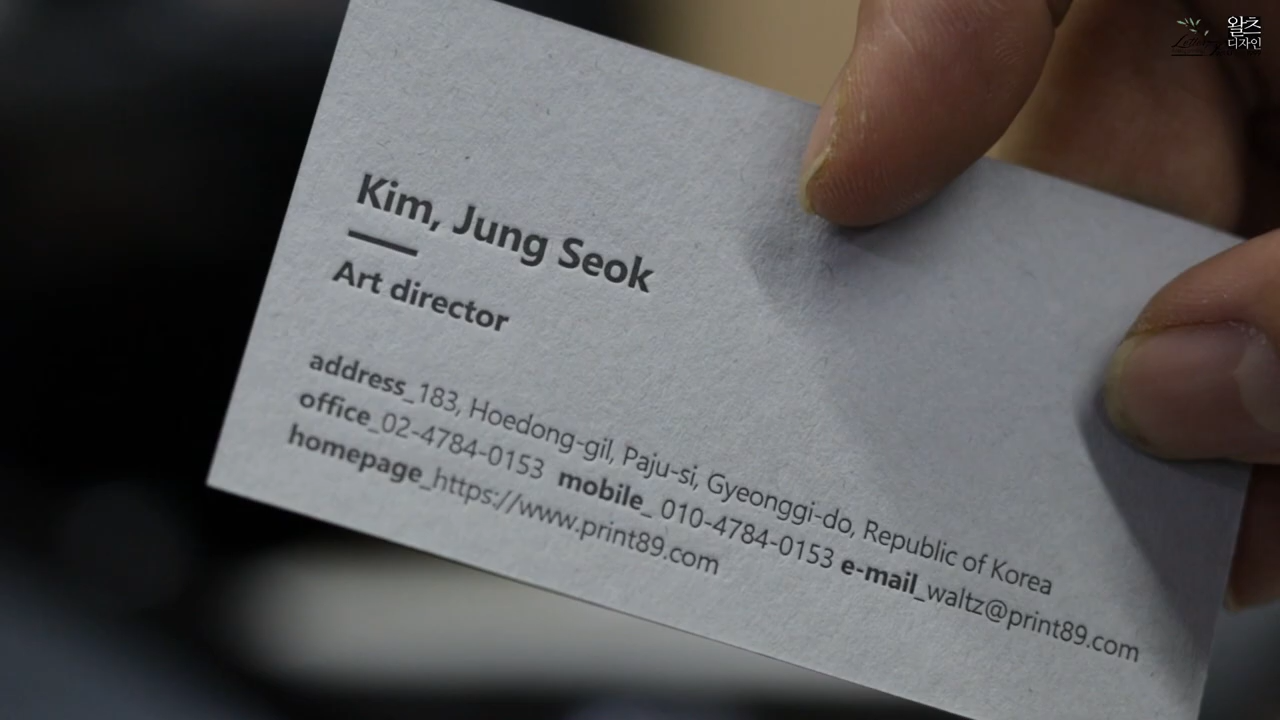 왈츠
디자인
Kim, Jung Seok
Art director
address_183, Hoedong-gil, Paju-si, Gyeonggi-do, Republic of Korea
office_02-4784-0153 mobile_ 010-4784-0153 e-mail_waltz@print89.com
homepage_https://www.print89.com